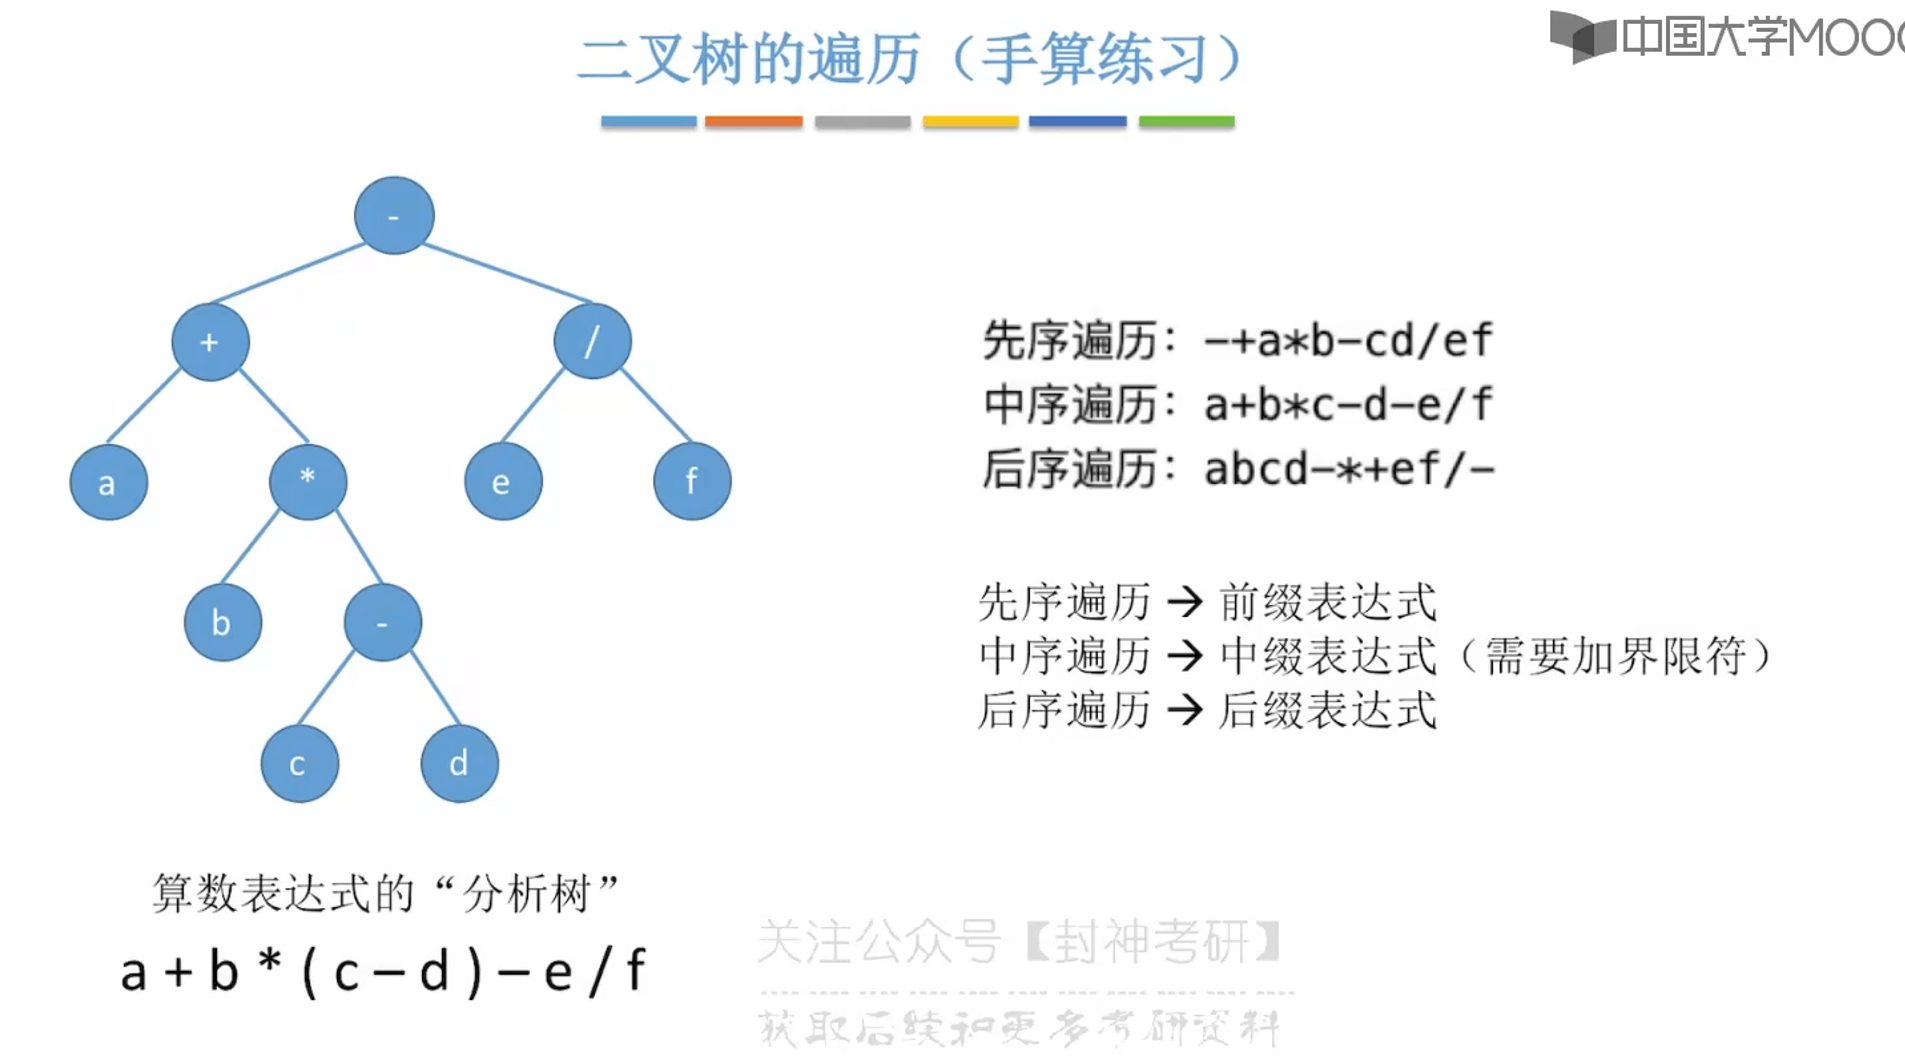 二叉树的遍历（手算练习）
中国大学MOOC
-
+
/
a
*
e
f
b
-
c
d
先序遍历：-+a*b-cd/ef
中序遍历：a+b*c-d-e/f
后序遍历：abcd-*+ef/-
先序遍历 → 前缀表达式
中序遍历 → 中缀表达式（需要加界限符）
后序遍历 → 后缀表达式
算数表达式的“分析树”
a + b * ( c – d ) – e / f
关注公众号【封神考研】
获取后续和更多考研资料